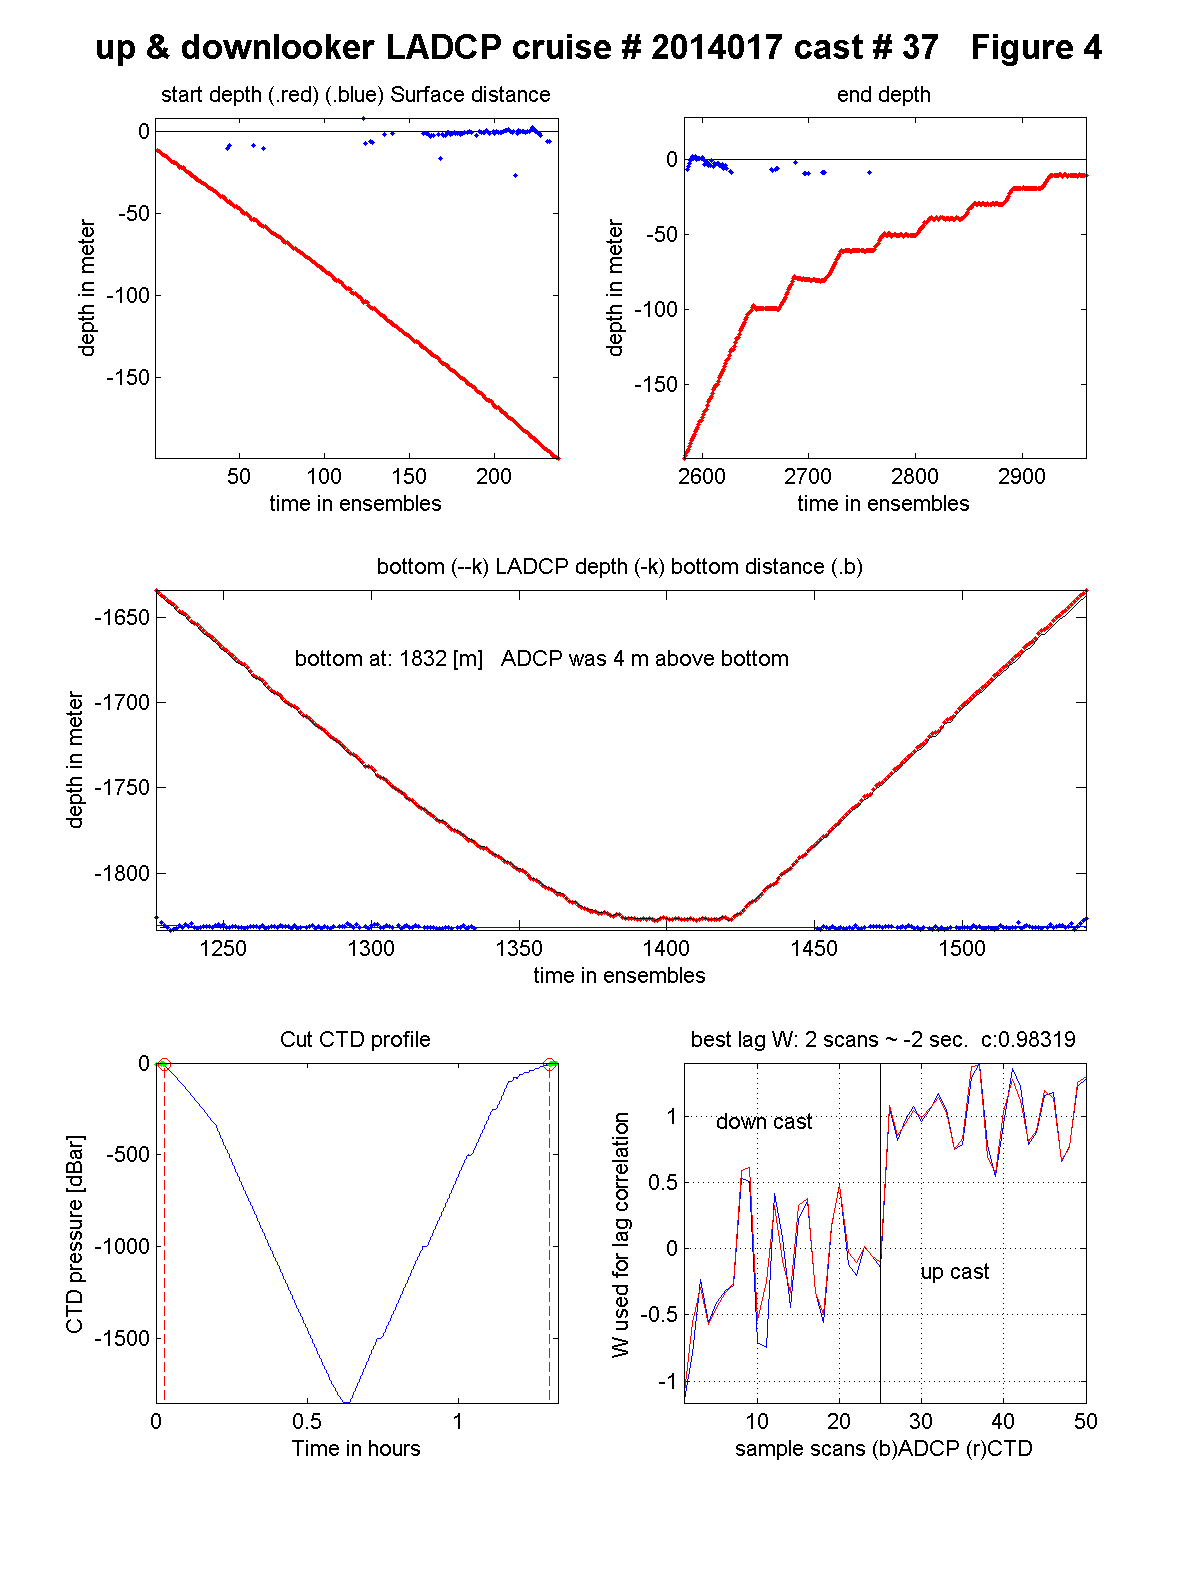 up & downlooker LADCP cruise # 2014017 cast # 37   Figure 4
start depth (.red) (.blue) Surface distance
0
-50
-100
-150
depth in meter
50 100 150 200
time in ensembles
end depth
0
-50
-100
-150
depth in meter
2600 2700 2800 2900
time in ensembles
bottom (--k) LADCP depth (-k) bottom distance (.b)
-1650
-1700
-1750
-1800
depth in meter
bottom at: 1832 [m]   ADCP was 4 m above bottom
1250 1300 1350 1400 1450 1500
time in ensembles
Cut CTD profile
0
-500
-1000
-1500
CTD pressure [dBar]
0 0.5 1
Time in hours
best lag W: 2 scans ~ -2 sec.  c:0.98319
1
0.5
0
-0.5
-1
W used for lag correlation
down cast
up cast
10 20 30 40 50
sample scans (b)ADCP (r)CTD